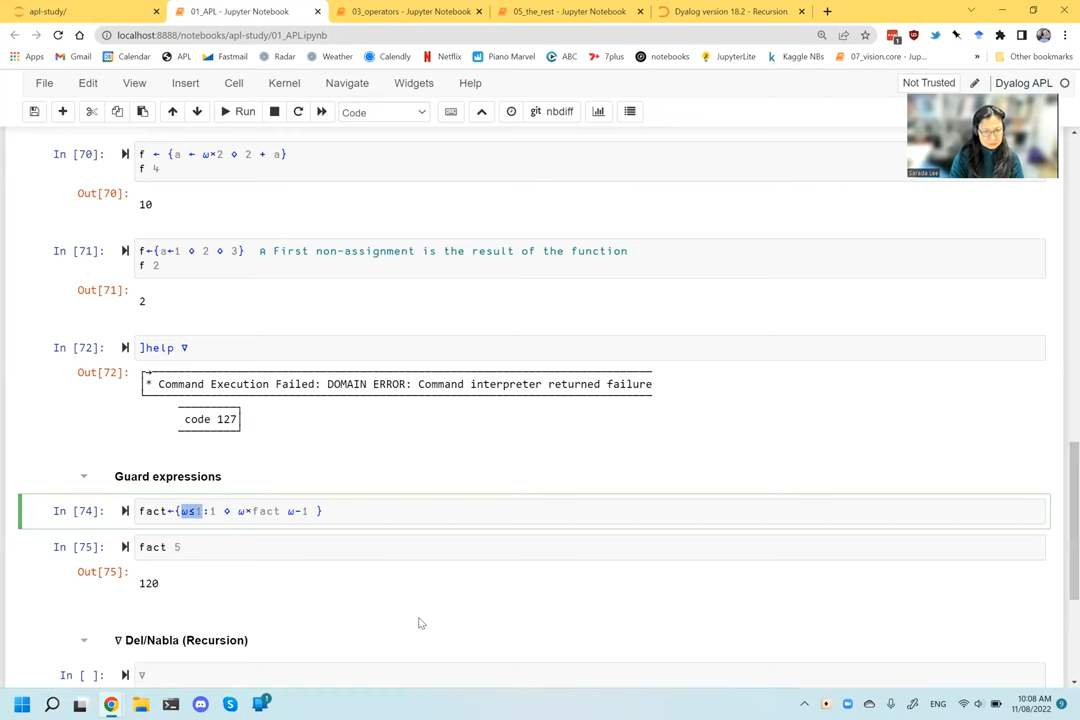 apl-study/
01_APL - Jupyter Notebook
03_operators - Jupyter Notebook
05_the_rest - Jupyter Notebook
Dyalog version 18.2 - Recursion
localhost:8888/notebooks/apl-study/01_APL.ipynb
Apps
Gmail
Calendar
APL
Fastmail
Radar
Weather
Calendly
Netflix
Piano Marvel
ABC
7plus
notebooks
JupyterLite
Kaggle NBs
07_vision.core - Jup...
»
Other bookmarks
File Edit View Insert Cell Kernel Navigate Widgets Help
Not Trusted
Dyalog APL
Run
Code
git nbdiff
Sarada Lee
In [70]:
f ← {a ← ⍵×2 ⋄ 2 + a}
f 4
Out[70]:
10
In [71]:
f←{a←1 ⋄ 2 ⋄ 3} ⍝ First non-assignment is the result of the function
f 2
Out[71]:
2
In [72]:
]help ∇
Out[72]:
* Command Execution Failed: DOMAIN ERROR: Command interpreter returned failure
code 127
Guard expressions
In [74]:
fact←{⍵≤1:1 ⋄ ⍵×fact ⍵-1 }
In [75]:
fact 5
Out[75]:
120
∇ Del/Nabla (Recursion)
In [ ]:
∇
ENG
10:08 AM
11/08/2022